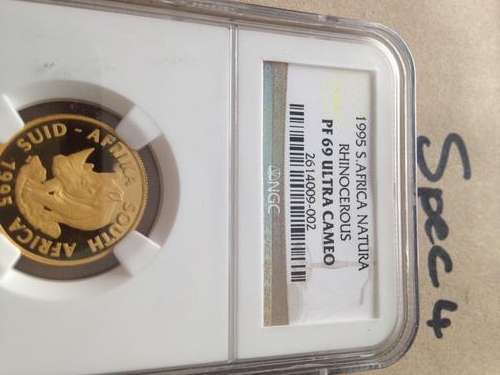 1995 S.AFRICA NATURA
RHINOCEROUS
PF 69 ULTRA CAMEO
2614009-002
NGC
SUID - AFRIKA SOUTH AFRICA
1995
Spec 4